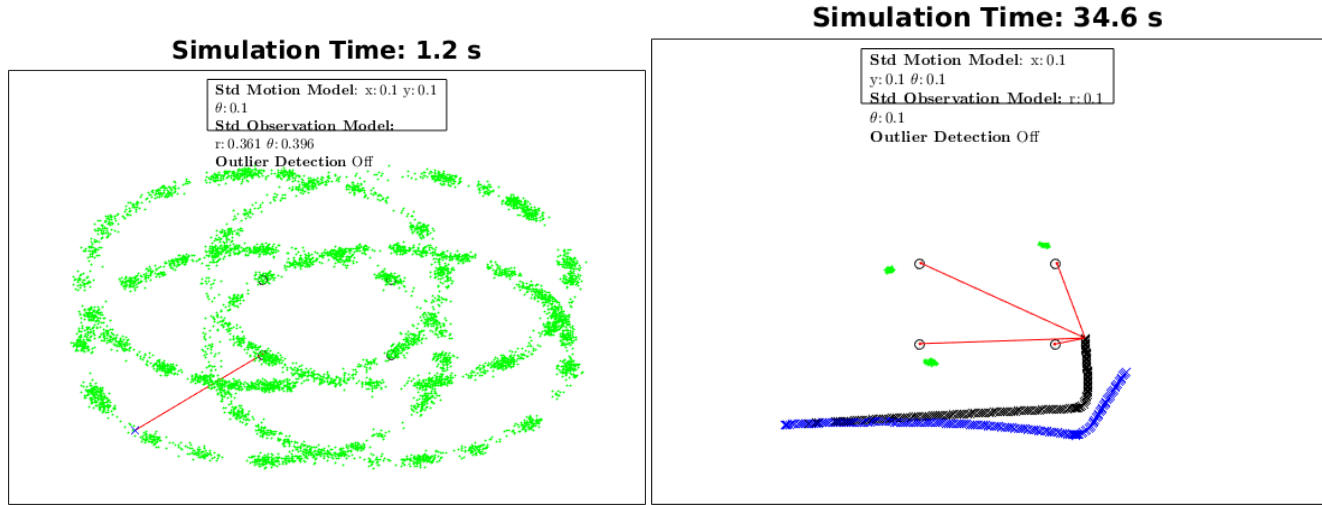 Simulation Time: 1.2 s
Std Motion Model: x: 0.1 y: 0.1
θ: 0.1
Std Observation Model:
r: 0.361 θ: 0.396
Outlier Detection Off
Simulation Time: 34.6 s
Std Motion Model: x: 0.1
y: 0.1 θ: 0.1
Std Observation Model: r: 0.1
θ: 0.1
Outlier Detection Off